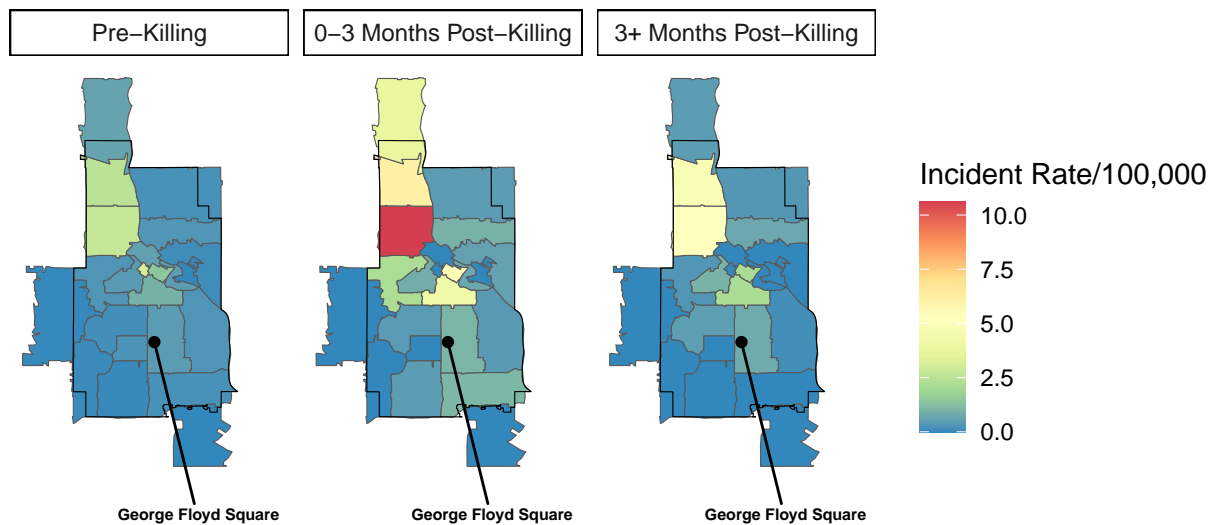 Pre−Killing
0−3 Months Post−Killing
3+ Months Post−Killing
Incident Rate/100,000
10.0
7.5
5.0
2.5
0.0
George Floyd Square
George Floyd Square
George Floyd Square